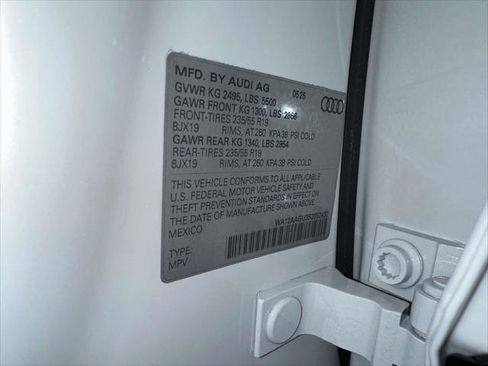 MFD. BY AUDI AG 05 25
GVWR KG 2495, LBS 5500
GAWR FRONT KG 1300, LBS 2866
FRONT-TIRES 235/55 R19
8JX19 RIMS, AT 260 KPA 38 PSI COLD
GAWR REAR KG 1340, LBS 2954
REAR-TIRES 235/55 R19
8JX19 RIMS, AT 260 KPA 38 PSI COLD
THIS VEHICLE CONFORMS TO ALL APPLICABLE
U.S. FEDERAL MOTOR VEHICLE SAFETY AND
THEFT PREVENTION STANDARDS IN EFFECT ON
THE DATE OF MANUFACTURE SHOWN ABOVE.
MEXICO
TYPE:
MPV